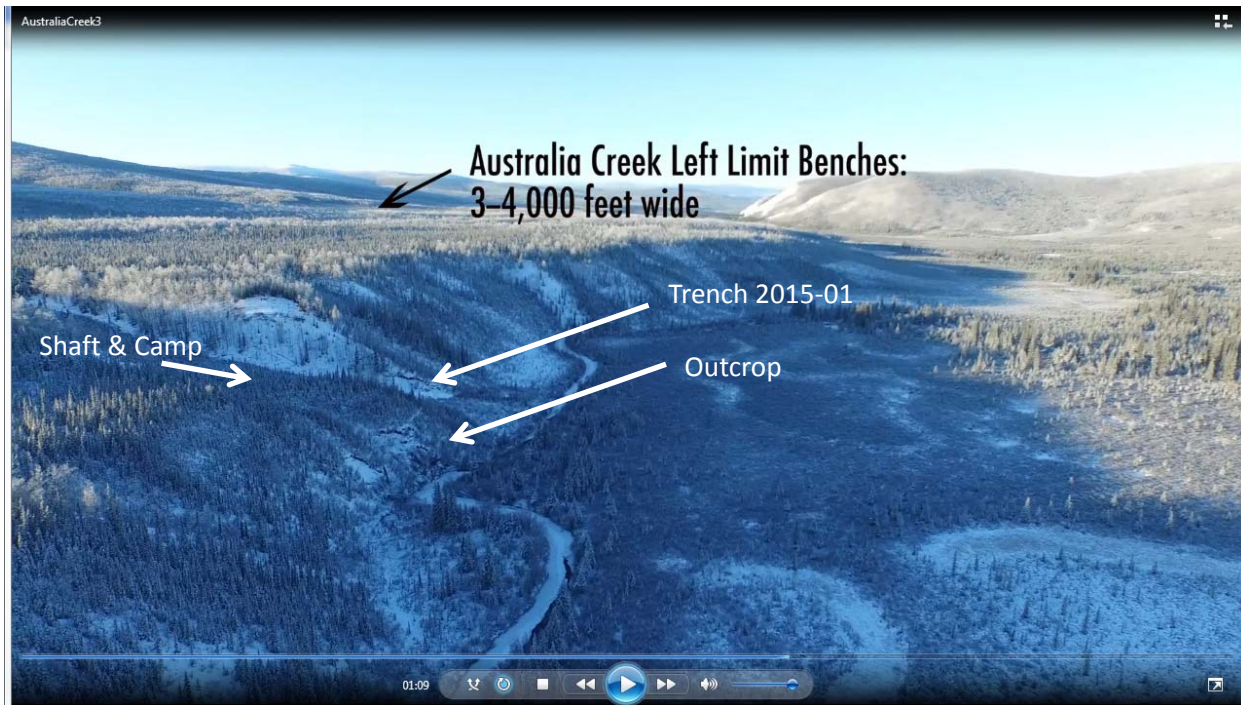 AustraliaCreek3
Australia Creek Left Limit Benches:
3–4,000 feet wide
Trench 2015-01
Shaft & Camp
Outcrop
01:09